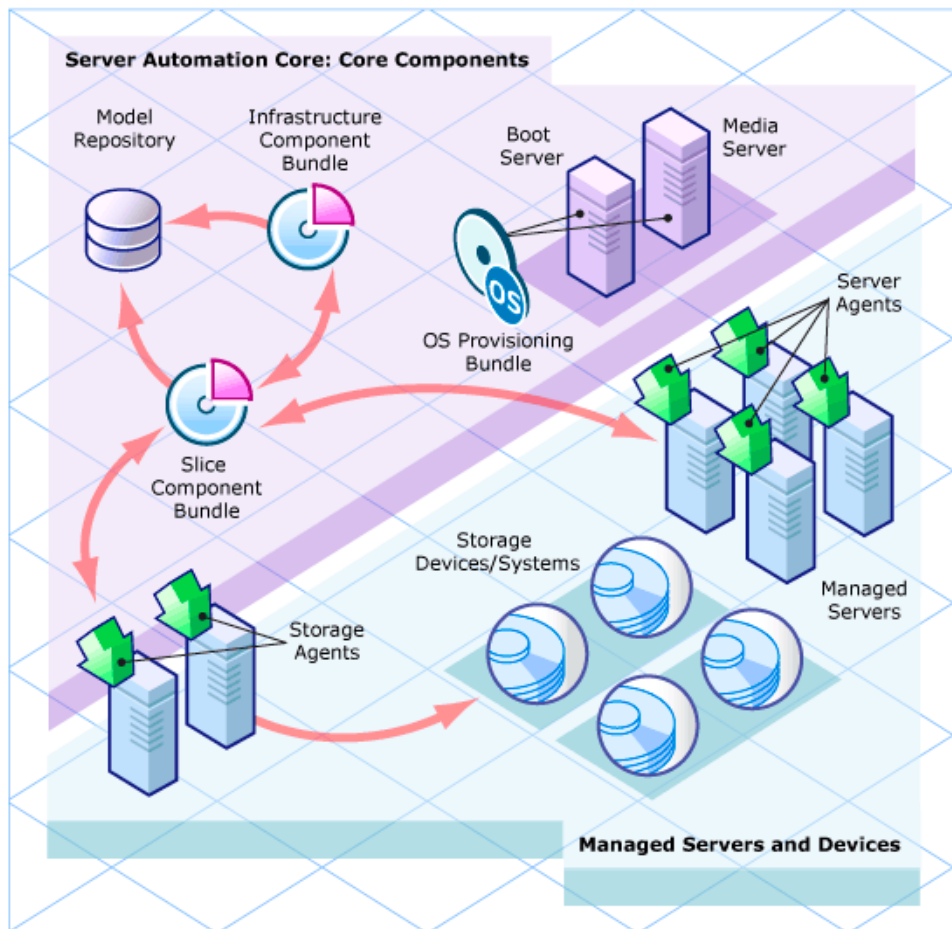 Server Automation Core: Core Components
Model
Repository
Infrastructure
Component
Bundle
Boot
Server
Media
Server
OS
OS Provisioning
Bundle
Server
Agents
Slice
Component
Bundle
Storage
Devices/Systems
Managed
Servers
Storage
Agents
Managed Servers and Devices